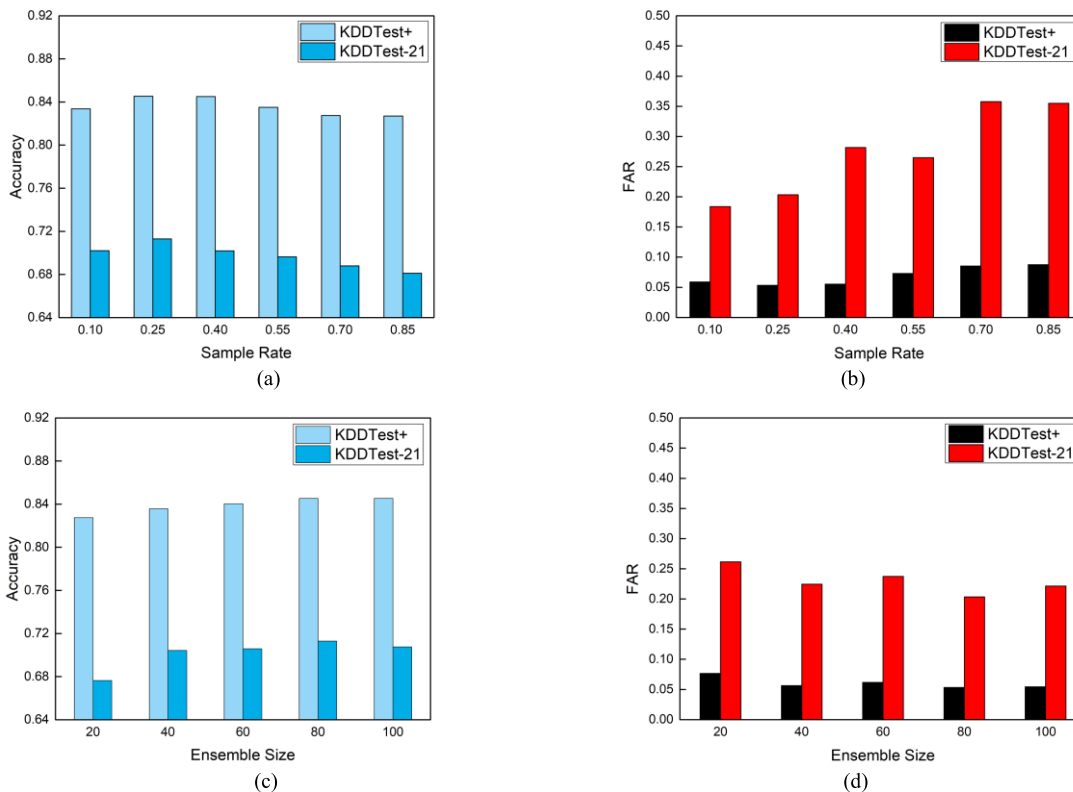 0.92
0.88
0.84
0.80
0.76
0.72
0.68
0.64
Accuracy
KDDTest+
KDDTest-21
0.10 0.25 0.40 0.55 0.70 0.85
Sample Rate
(a)
0.50
0.45
0.40
0.35
0.30
0.25
0.20
0.15
0.10
0.05
0.00
FAR
KDDTest+
KDDTest-21
0.10 0.25 0.40 0.55 0.70 0.85
Sample Rate
(b)
0.92
0.88
0.84
0.80
0.76
0.72
0.68
0.64
Accuracy
KDDTest+
KDDTest-21
20 40 60 80 100
Ensemble Size
(c)
0.50
0.45
0.40
0.35
0.30
0.25
0.20
0.15
0.10
0.05
0.00
FAR
KDDTest+
KDDTest-21
20 40 60 80 100
Ensemble Size
(d)